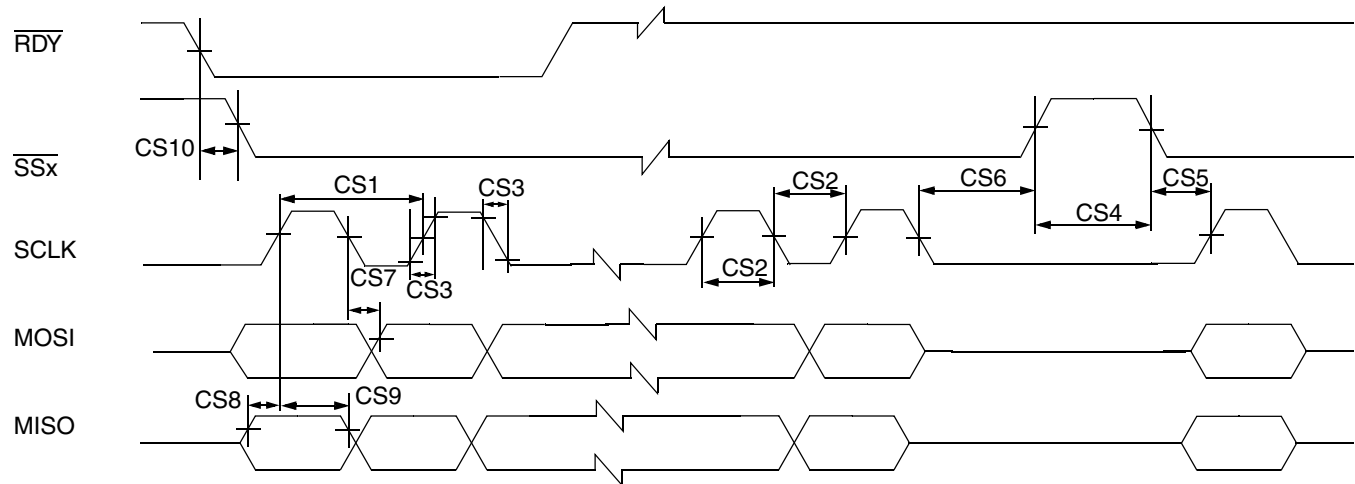 RDY
CS10
SSx
CS1
CS3
CS2
CS6
CS5
CS4
SCLK
CS7
CS3
CS2
MOSI
CS8
CS9
MISO